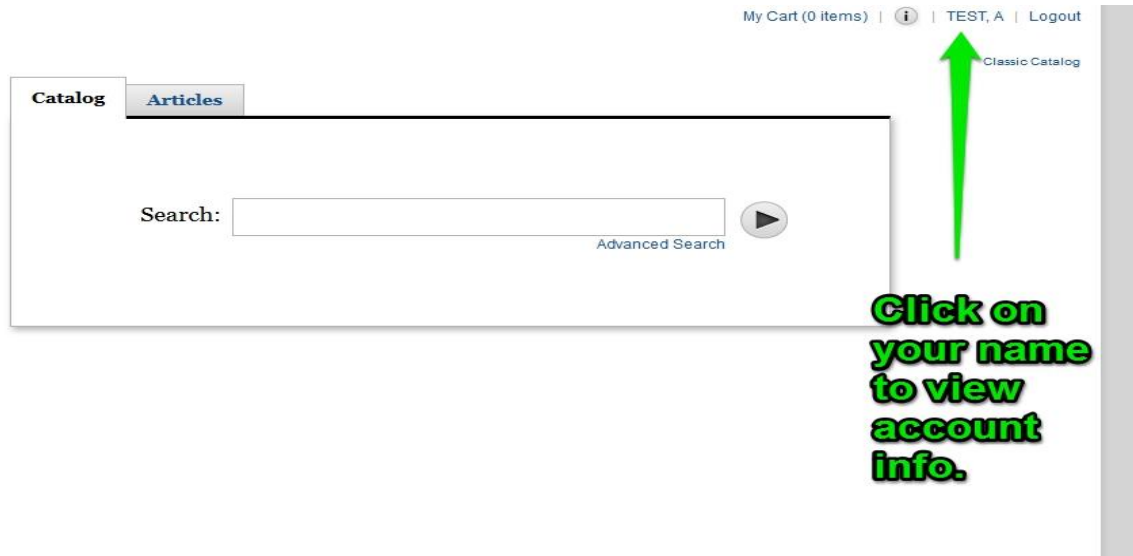 My Cart (0 items) | i | TEST, A | Logout
Classic Catalog
Catalog Articles
Search:
Advanced Search
Click on
your name
to view
account
info.